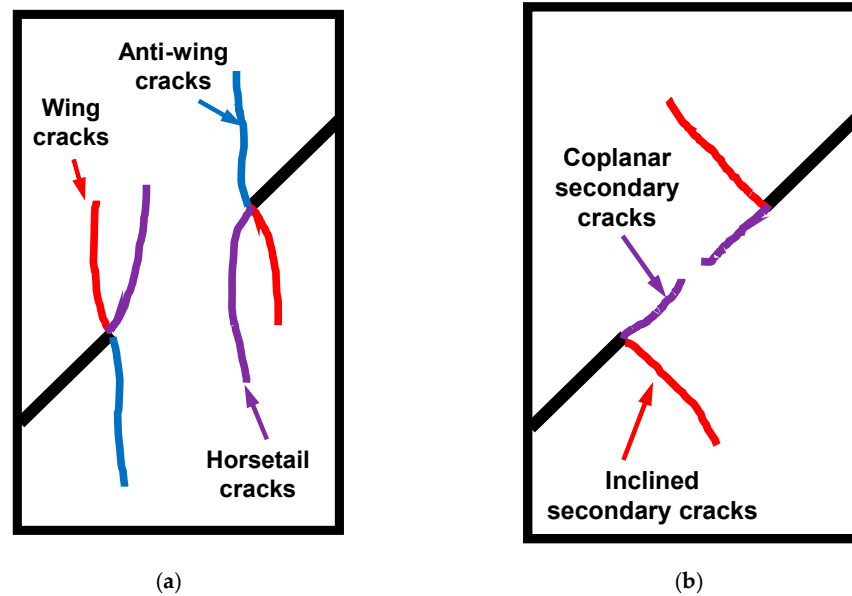 Anti-wing
cracks
Wing
cracks
Horsetail
cracks
(a)
Coplanar
secondary
cracks
Inclined
secondary cracks
(b)